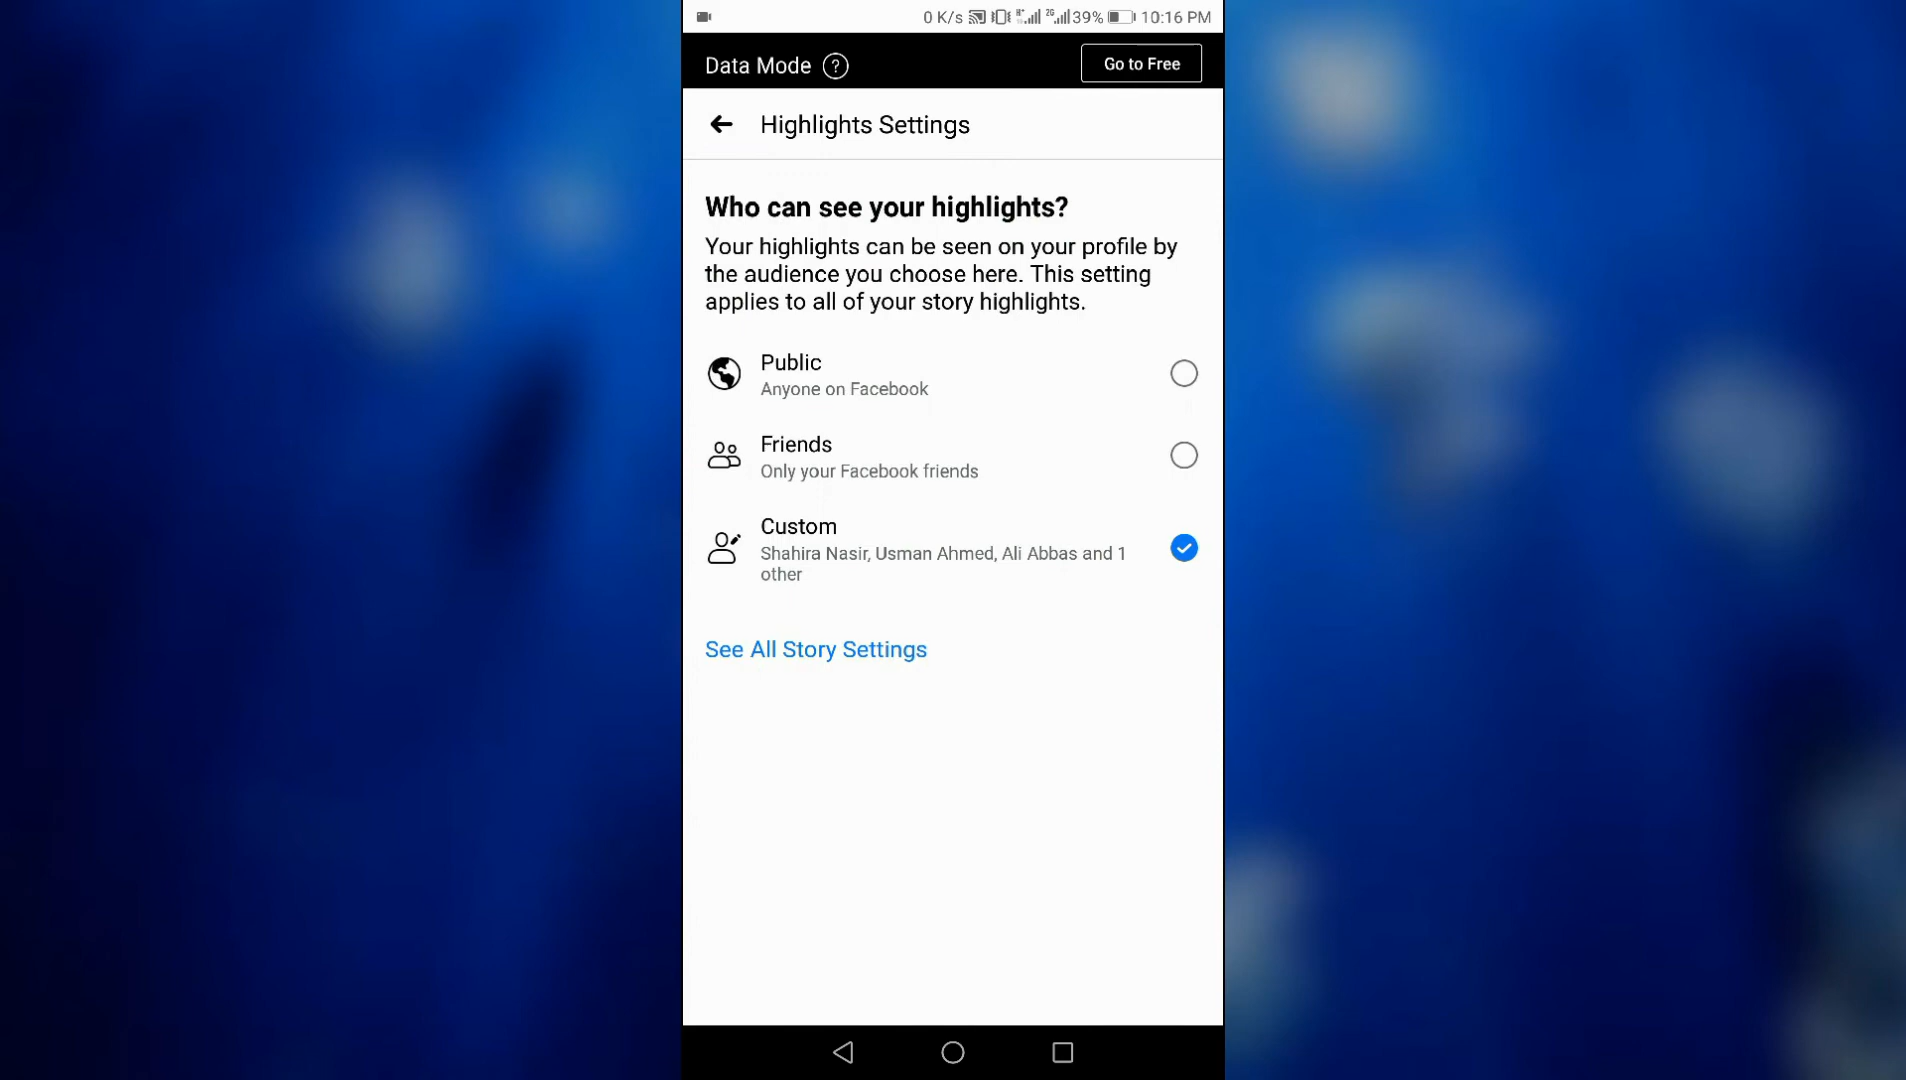 0 K/s 2G 39% 10:16 PM
Data Mode ? Go to Free
Highlights Settings
Who can see your highlights?
Your highlights can be seen on your profile by
the audience you choose here. This setting
applies to all of your story highlights.
Public
Anyone on Facebook
Friends
Only your Facebook friends
Custom
Shahira Nasir, Usman Ahmed, Ali Abbas and 1
other
See All Story Settings